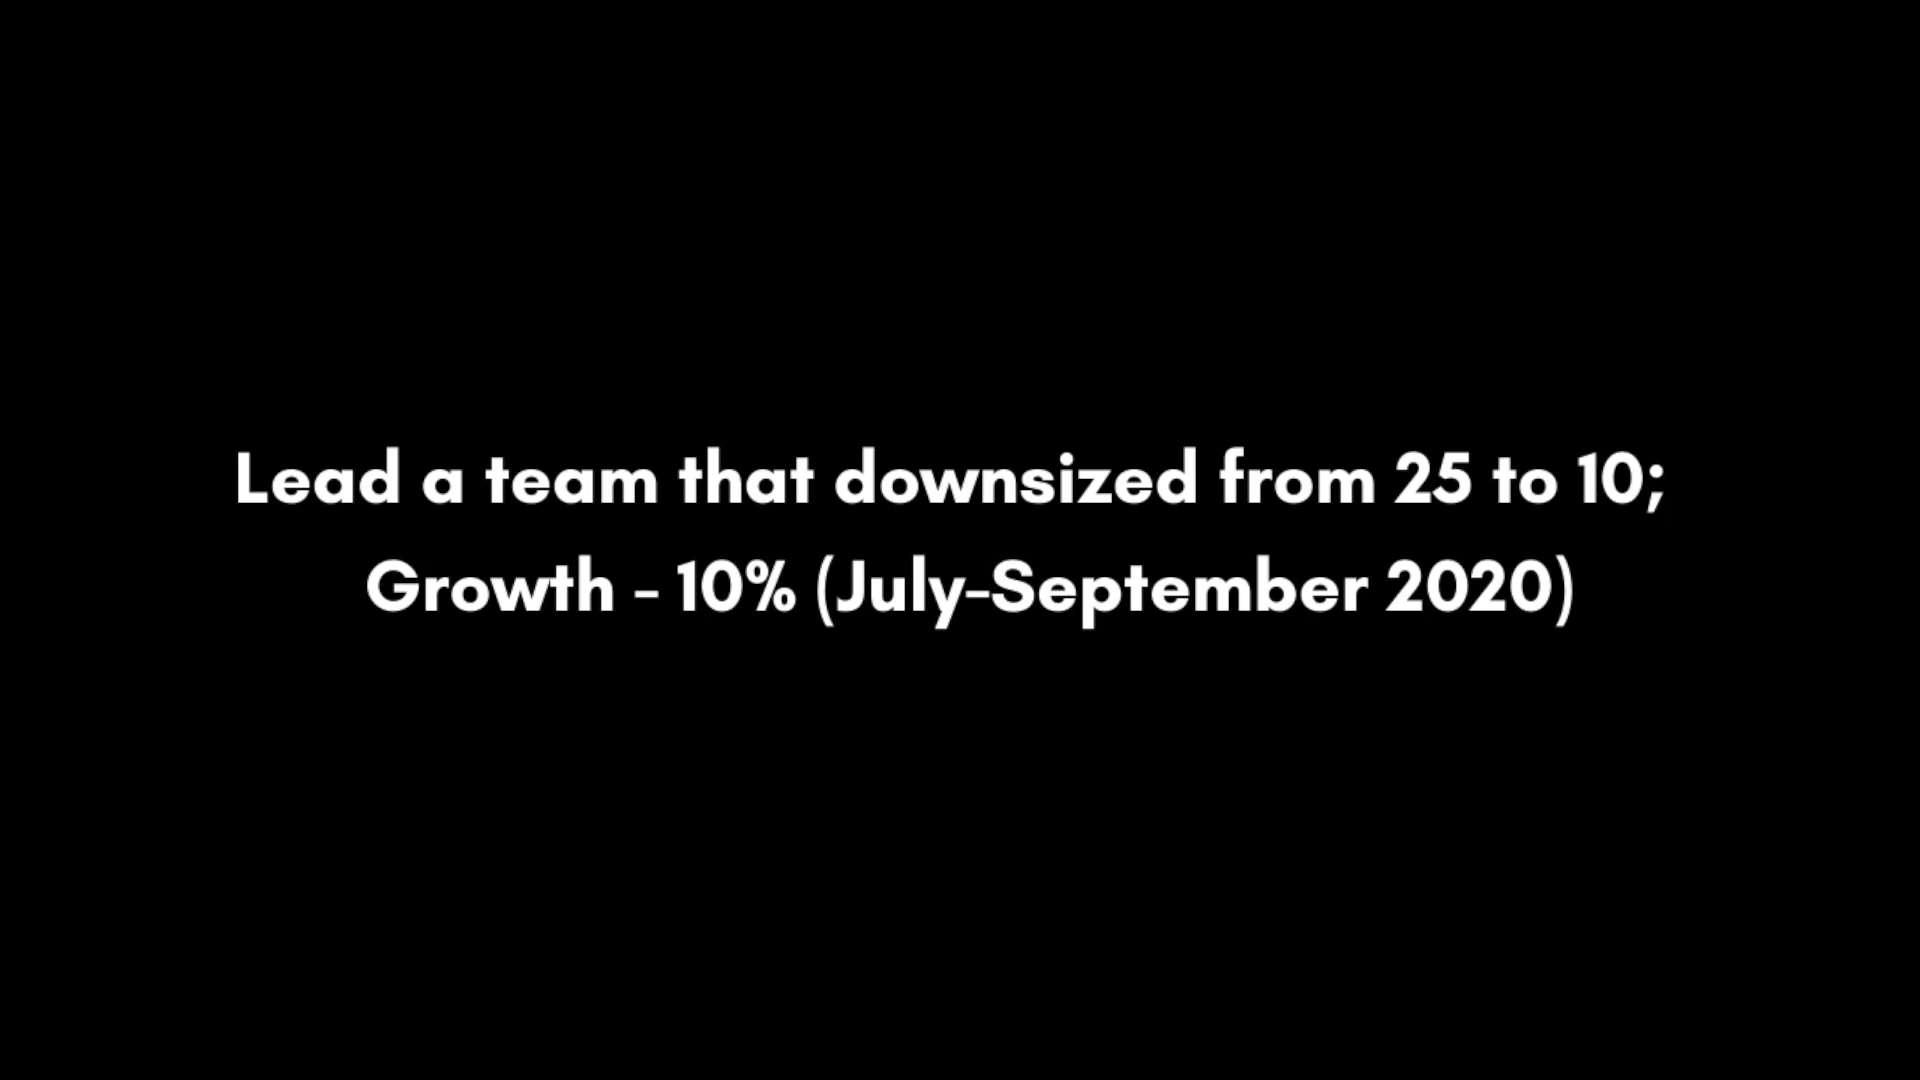 Lead a team that downsized from 25 to 10;
Growth - 10% (July-September 2020)